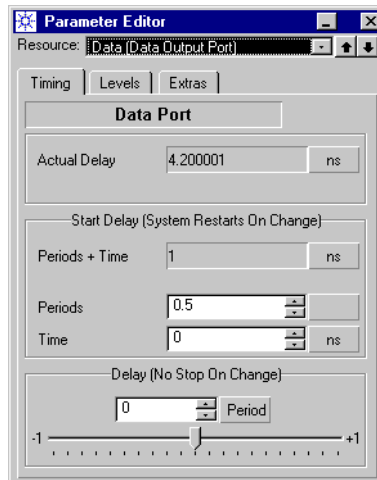 Parameter Editor
Resource: Data (Data Output Port)
Timing Levels Extras
Data Port
Actual Delay 4.200001 ns
Start Delay (System Restarts On Change)
Periods + Time 1 ns
Periods 0.5
Time 0 ns
Delay (No Stop On Change)
0 Period
-1 +1